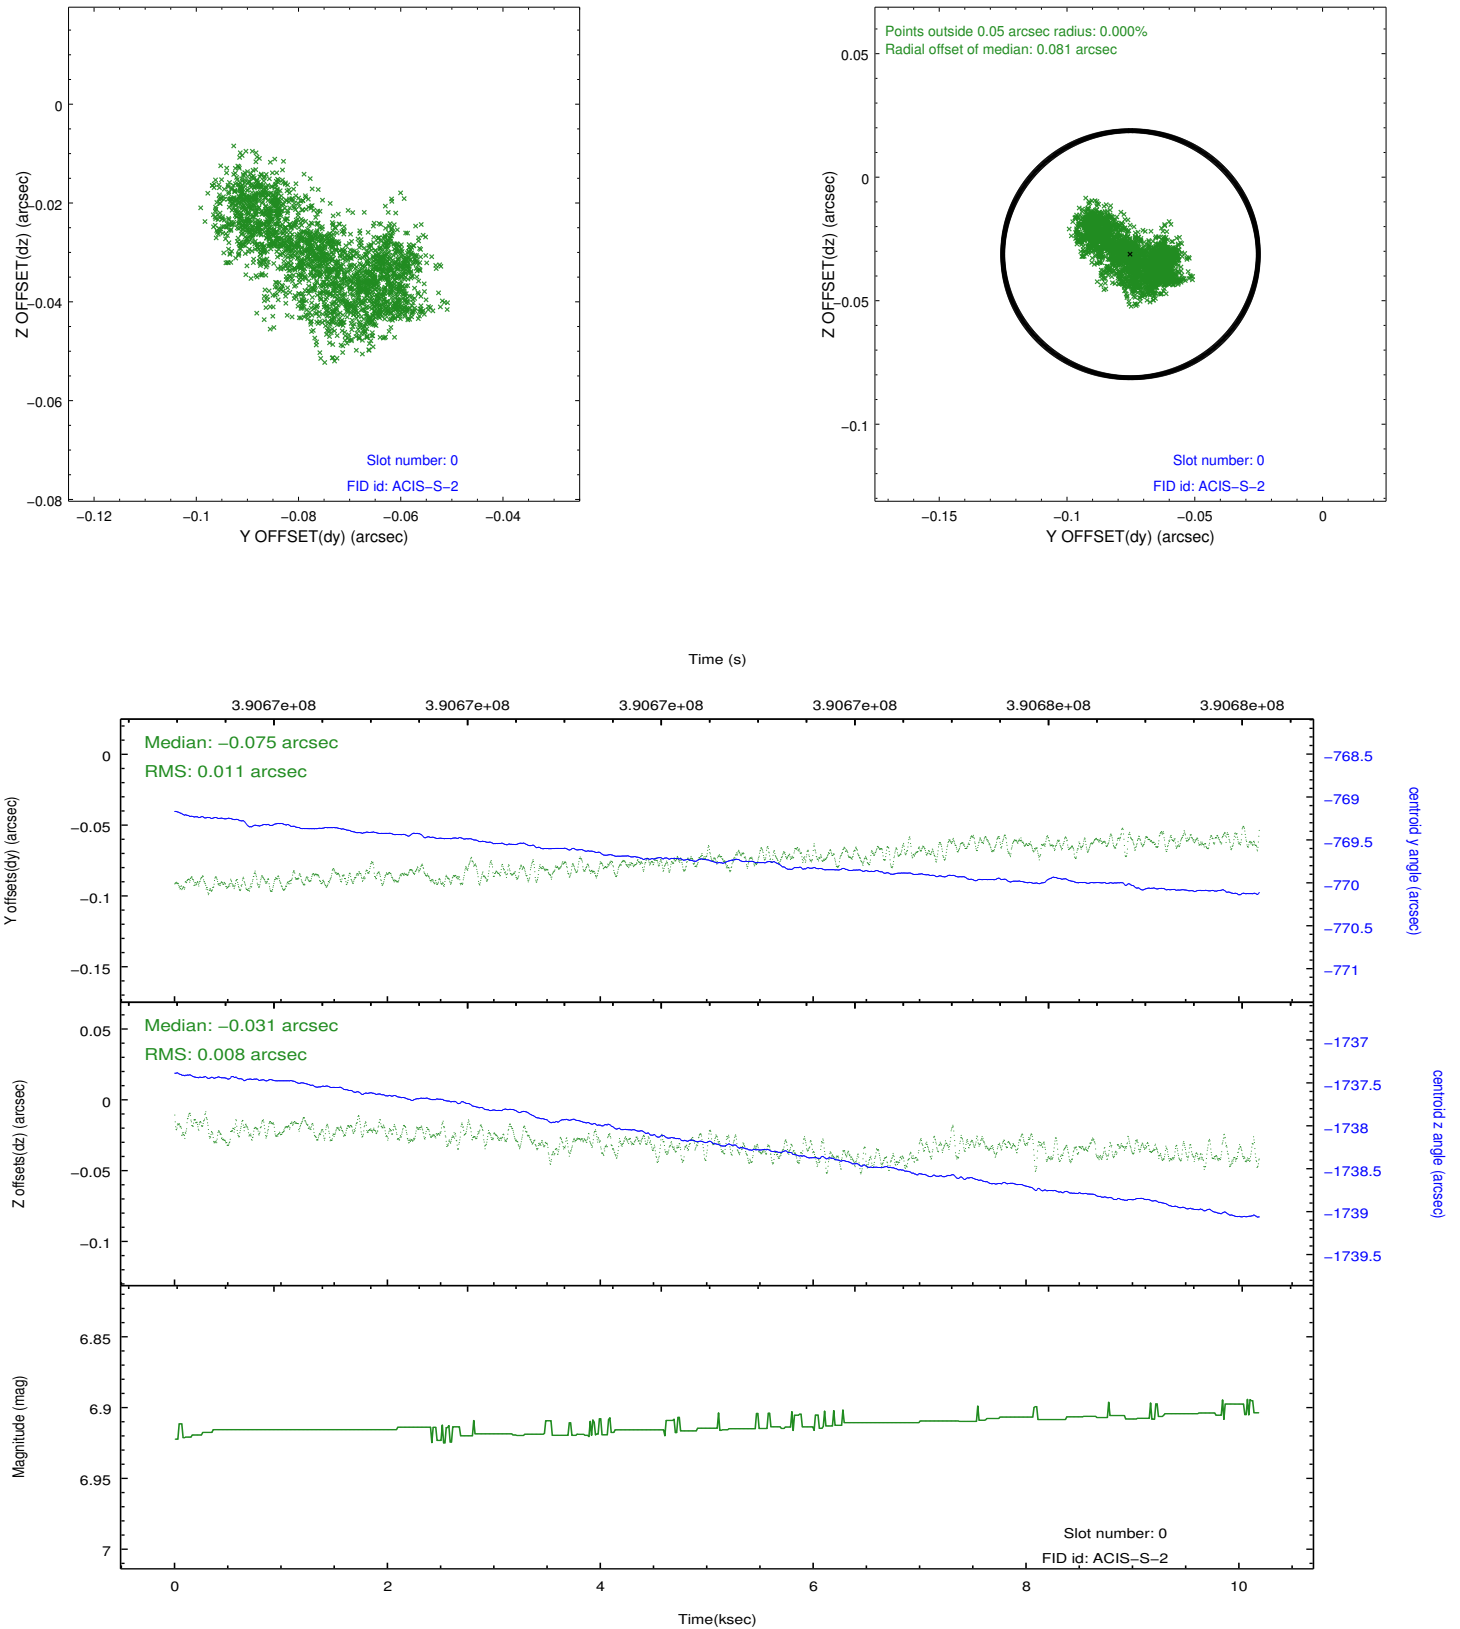 0
−0.02
−0.04
−0.06
−0.08
Z OFFSET(dz) (arcsec)
Slot number: 0
FID id: ACIS−S−2
−0.12 −0.1 −0.08 −0.06 −0.04
Y OFFSET(dy) (arcsec)
Points outside 0.05 arcsec radius: 0.000%
Radial offset of median: 0.081 arcsec
0.05
0
−0.05
−0.1
Z OFFSET(dz) (arcsec)
Slot number: 0
FID id: ACIS−S−2
−0.15 −0.1 −0.05 0
Y OFFSET(dy) (arcsec)
Time (s)
3.9067e+08 3.9067e+08 3.9067e+08 3.9067e+08 3.9068e+08 3.9068e+08
Median: −0.075 arcsec
RMS: 0.011 arcsec
0
−0.05
−0.1
−0.15
Y offsets(dy) (arcsec)
−768.5
−769
−769.5
−770
−770.5
−771
centroid y angle (arcsec)
Median: −0.031 arcsec
RMS: 0.008 arcsec
0.05
0
−0.05
−0.1
Z offsets(dz) (arcsec)
−1737
−1737.5
−1738
−1738.5
−1739
−1739.5
centroid z angle (arcsec)
6.85
6.9
6.95
7
Magnitude (mag)
Slot number: 0
FID id: ACIS−S−2
0 2 4 6 8 10
Time(ksec)